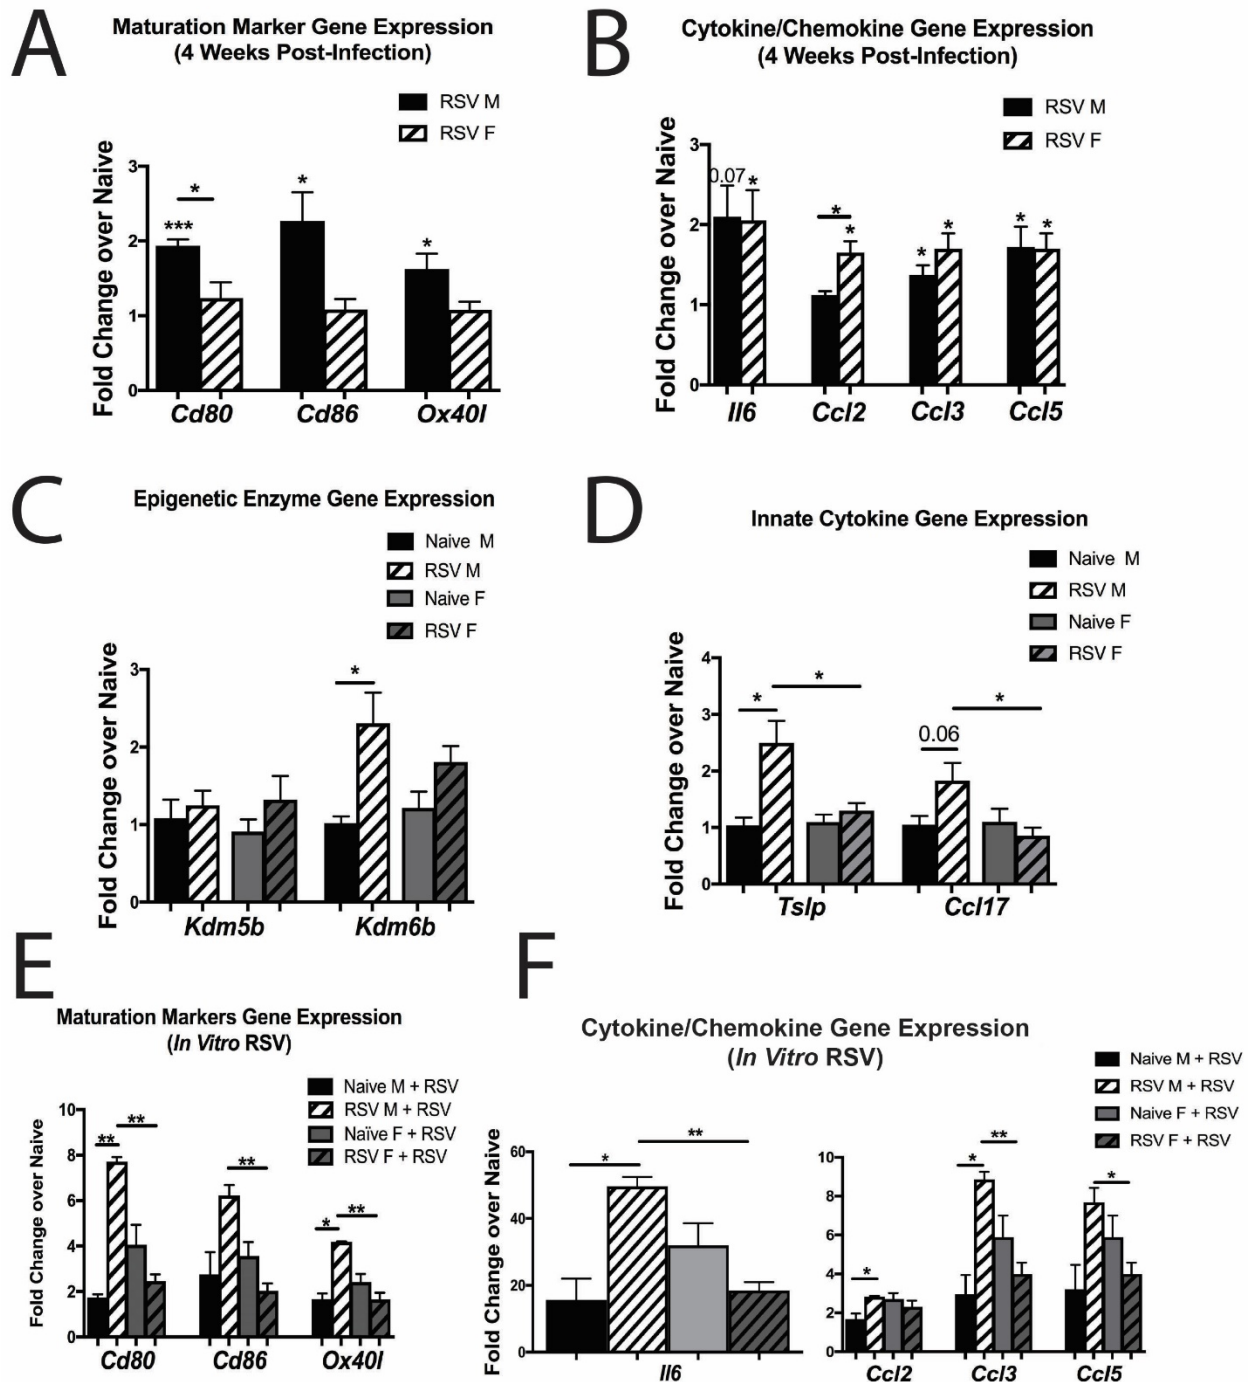 A
Maturation Marker Gene Expression
(4 Weeks Post-Infection)
RSV M
RSV F
Fold Change over Naive
3
2
1
0
***
*
*
*
Cd80
Cd86
Ox40l
B
Cytokine/Chemokine Gene Expression
(4 Weeks Post-Infection)
RSV M
RSV F
Fold Change over Naive
3
2
1
0
0.07
*
*
*
*
*
*
*
Il6
Ccl2
Ccl3
Ccl5
C
Epigenetic Enzyme Gene Expression
Naive M
RSV M
Naive F
RSV F
Fold Change over Naive
3
2
1
0
*
Kdm5b
Kdm6b
D
Innate Cytokine Gene Expression
Naive M
RSV M
Naive F
RSV F
Fold Change over Naive
4
3
2
1
0
*
*
0.06
*
Tslp
Ccl17
E
Maturation Markers Gene Expression
(In Vitro RSV)
Naive M + RSV
RSV M + RSV
Naïve F + RSV
RSV F + RSV
Fold Change over Naive
10
8
6
4
2
0
**
**
**
*
**
Cd80
Cd86
Ox40l
F
Cytokine/Chemokine Gene Expression
(In Vitro RSV)
Naive M + RSV
RSV M + RSV
Naive F + RSV
RSV F + RSV
Fold Change over Naive
60
40
20
0
*
**
Il6
10
8
6
4
2
0
*
*
**
*
Ccl2
Ccl3
Ccl5